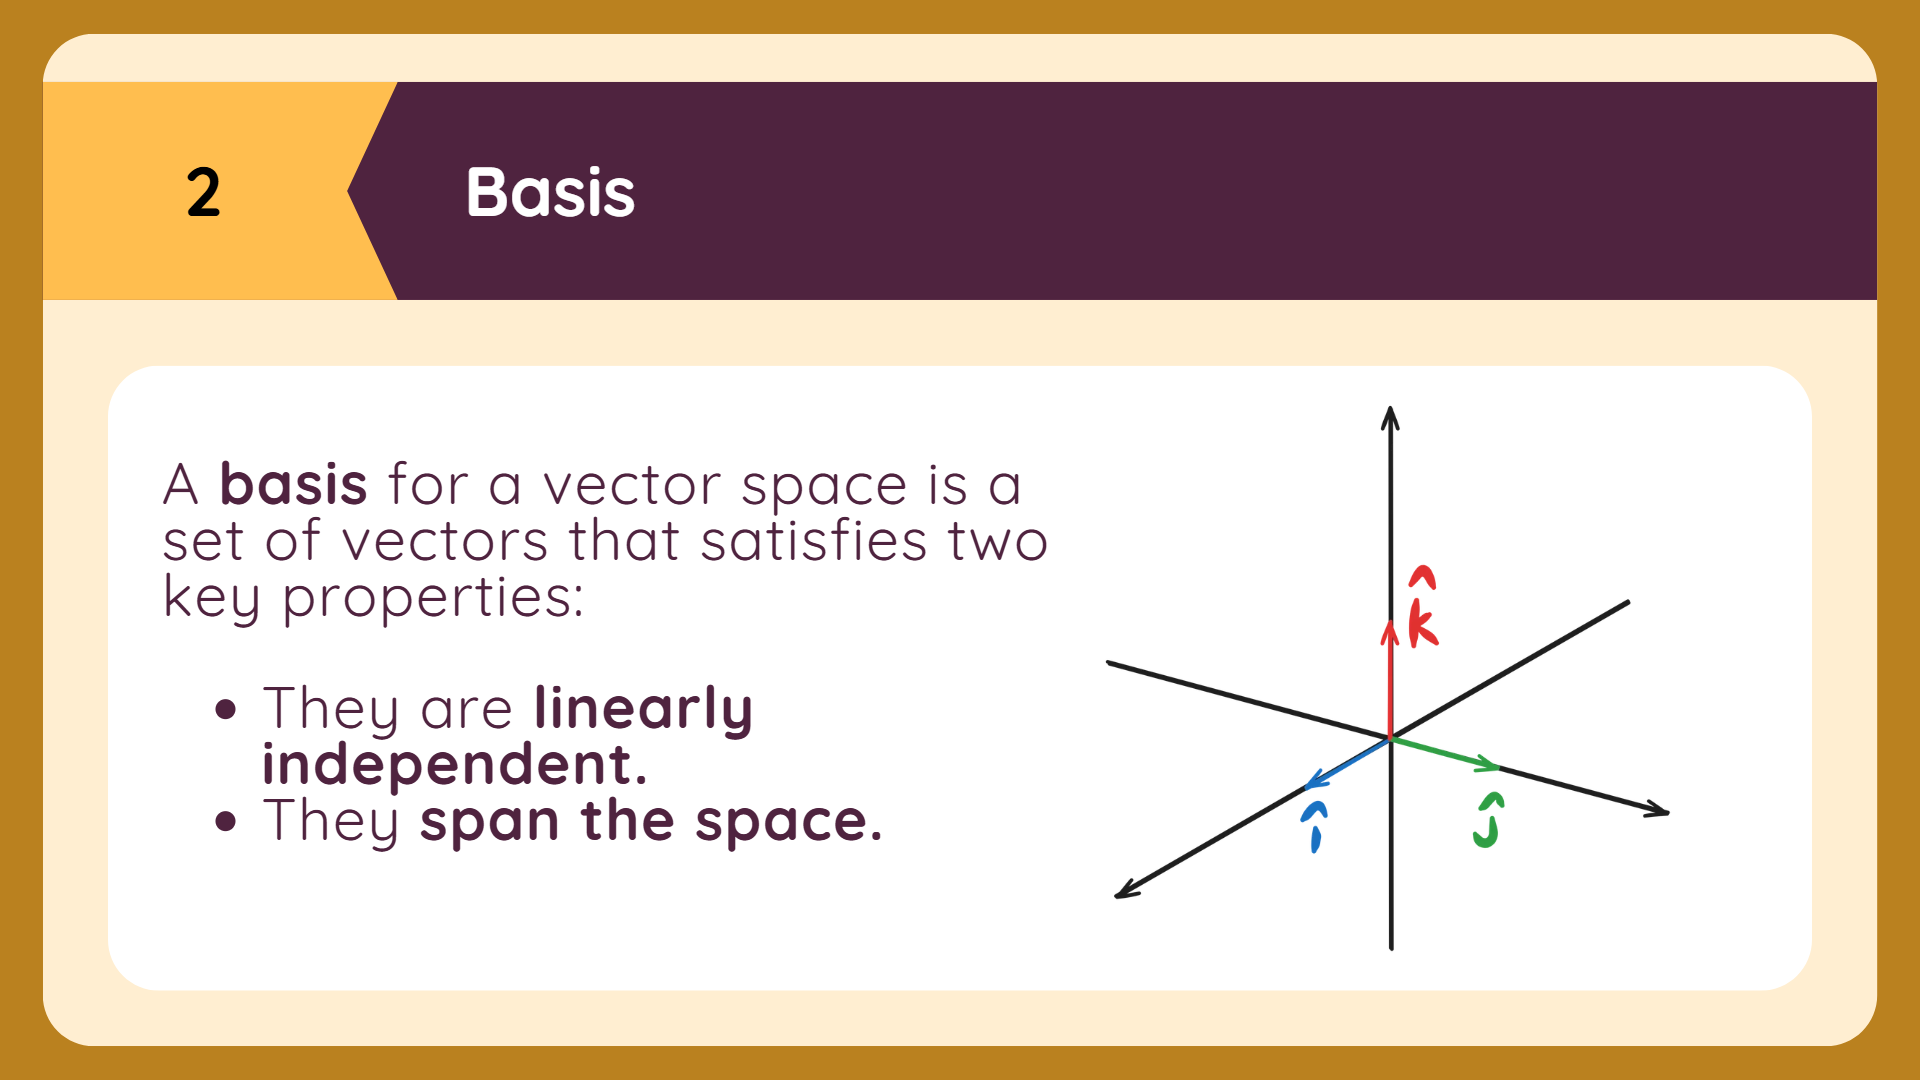 2
Basis
A basis for a vector space is a
set of vectors that satisfies two
key properties:
• They are linearly
independent.
• They span the space.
k̂
î
ĵ